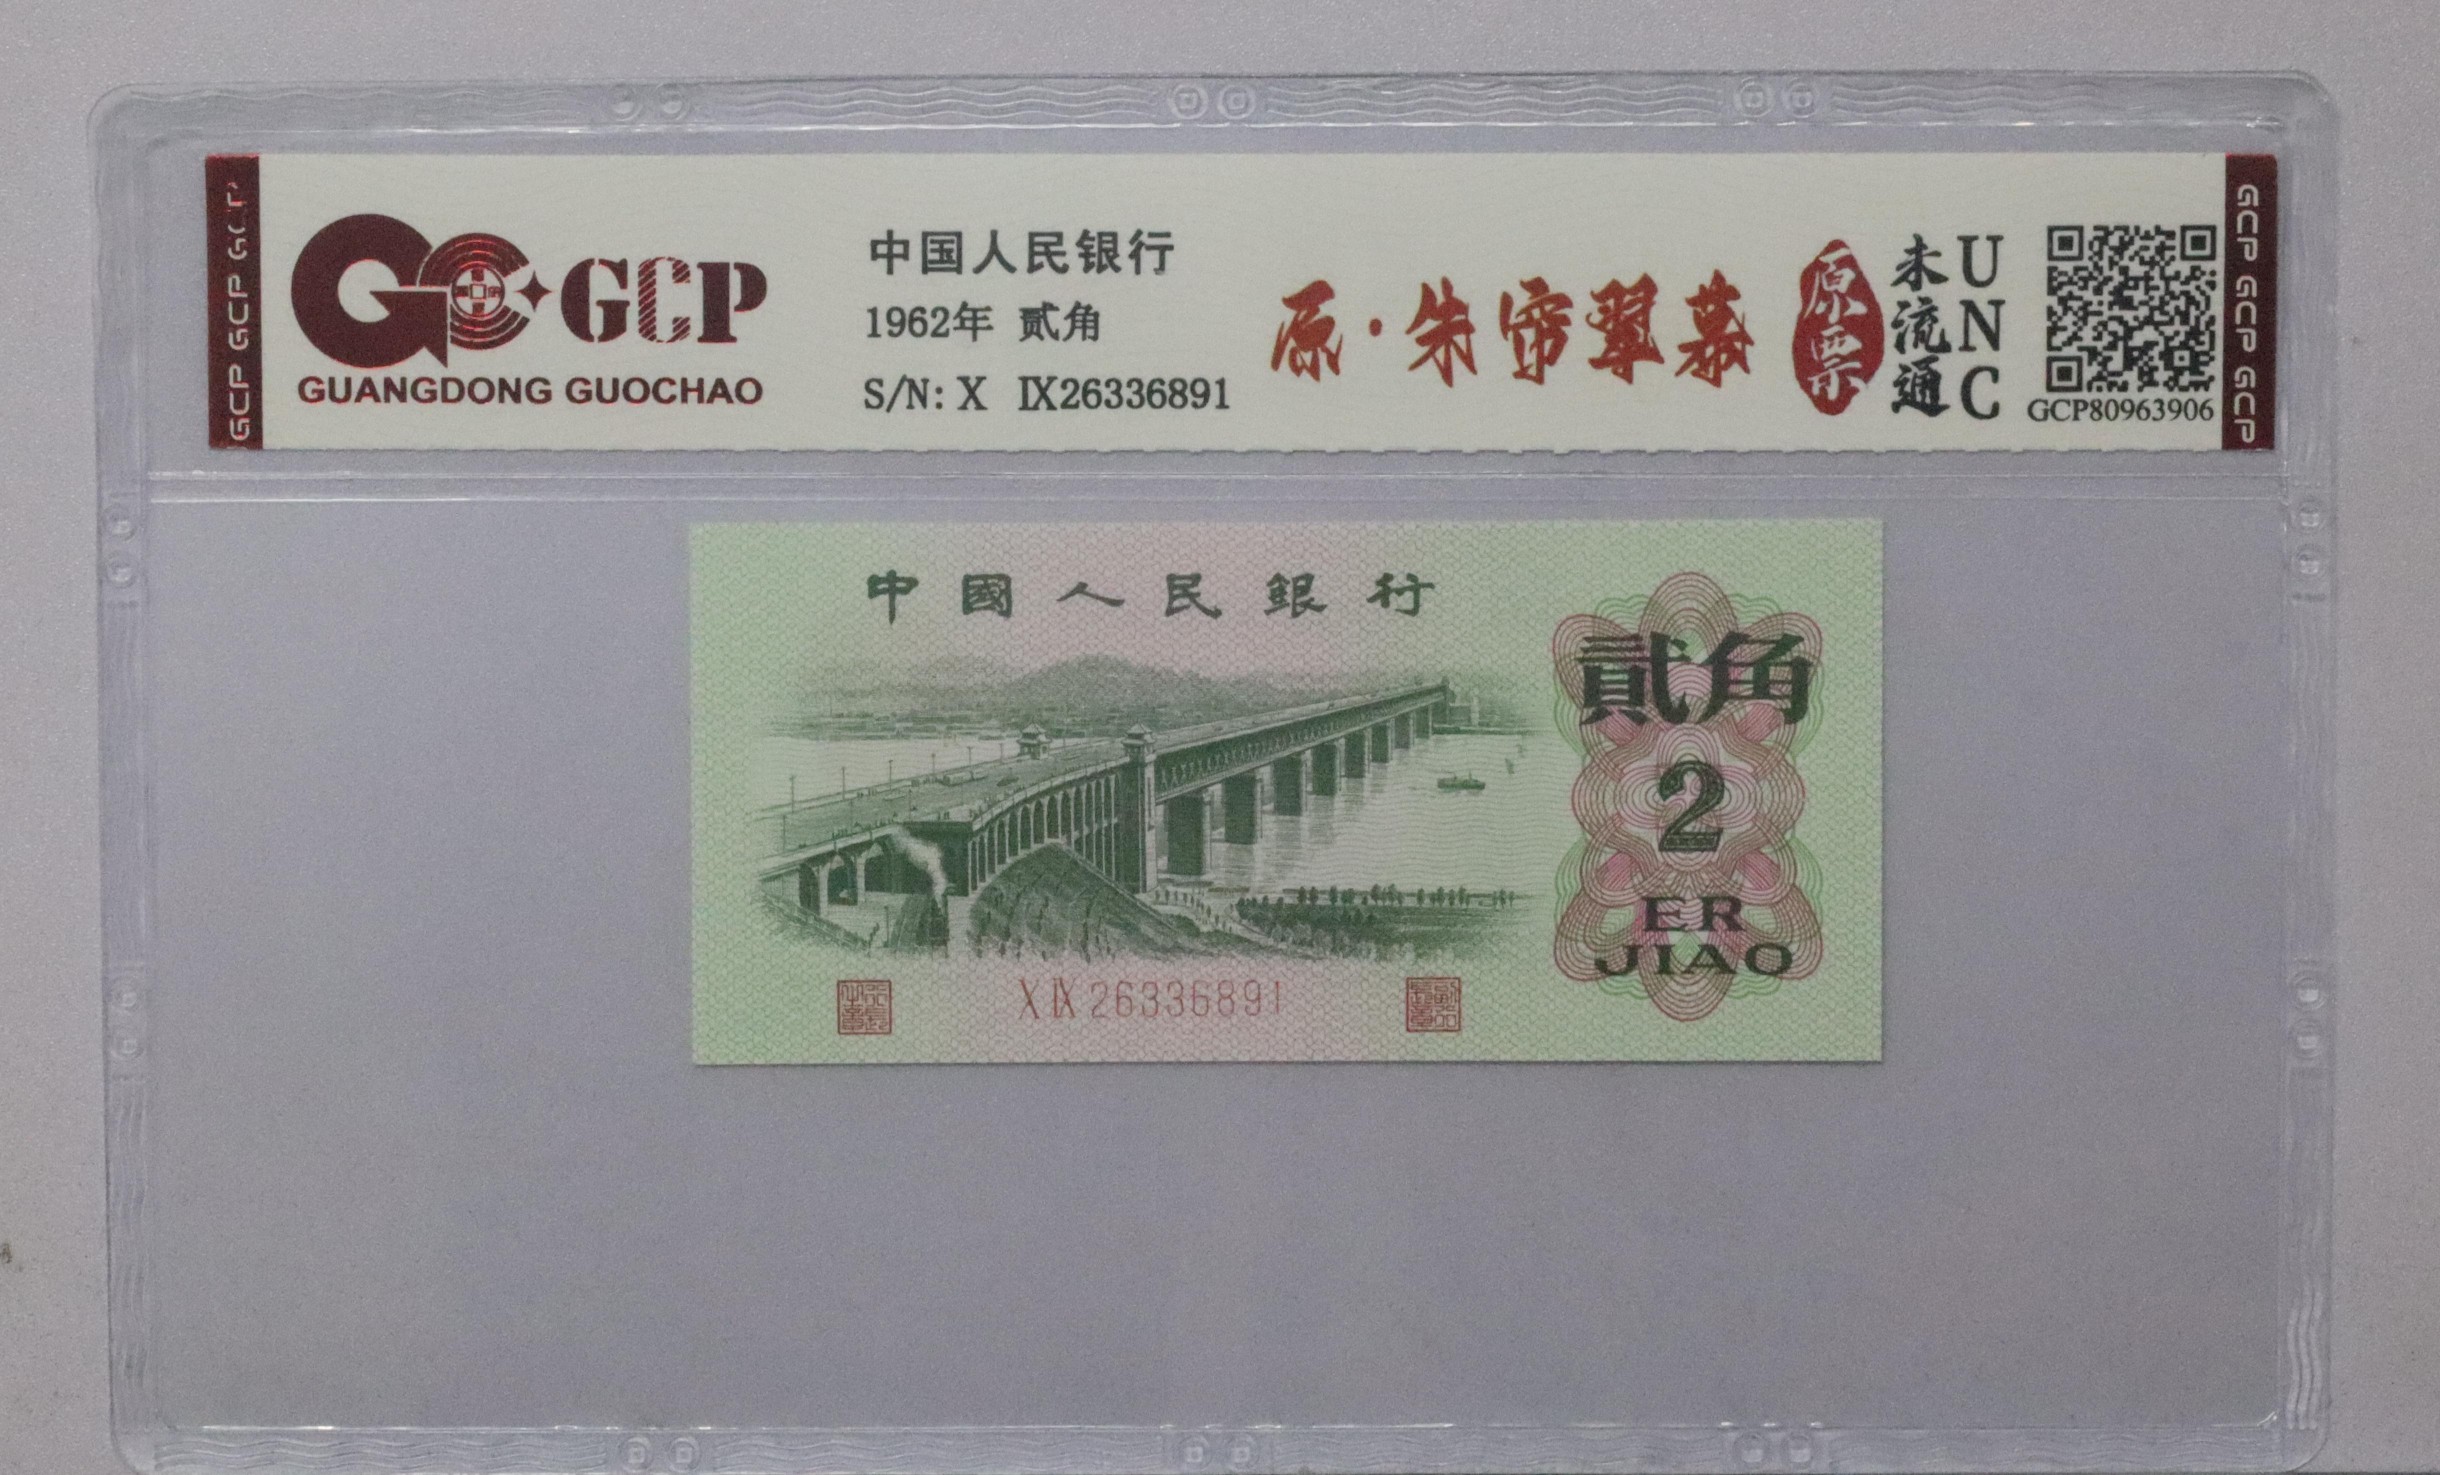 GCP GCP GCP
GCP
GUANGDONG GUOCHAO
中国人民银行
1962年 贰角
S/N: X IX26336891
原·朱帘翠幕
原票
未流通
UNC
GCP80963906
GCP GCP GCP
中國人民銀行
貳角
2
ER
JIAO
X IX 26336891